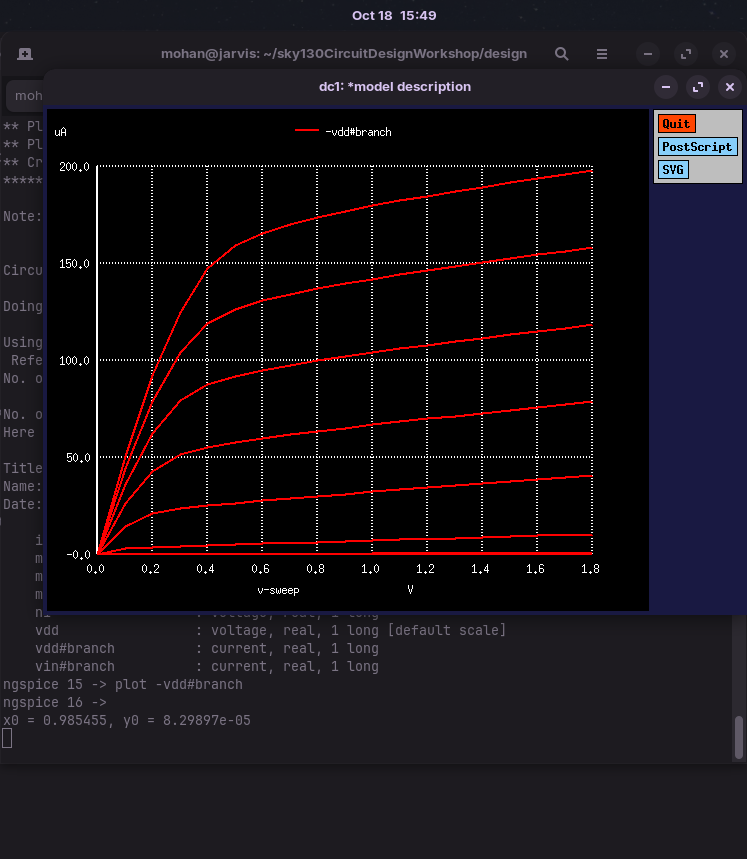 Oct 18 15:49
mohan@jarvis: ~/sky130CircuitDesignWorkshop/design
moh
dc1: *model description
** Pl
** Pl
** Cr
*****
Note:
Circu
Doing
Using
Refe
No. o
No. o
Here
Title
Name:
Date:
i
m
m
m
uA
-vdd#branch
200.0
150.0
100.0
50.0
-0.0
0.0 0.2 0.4 0.6 0.8 1.0 1.2 1.4 1.6 1.8
v-sweep V
Quit
PostScript
SVG
: voltage, real, 1 long
vdd : voltage, real, 1 long [default scale]
vdd#branch : current, real, 1 long
vin#branch : current, real, 1 long
ngspice 15 -> plot -vdd#branch
ngspice 16 ->
x0 = 0.985455, y0 = 8.29897e-05